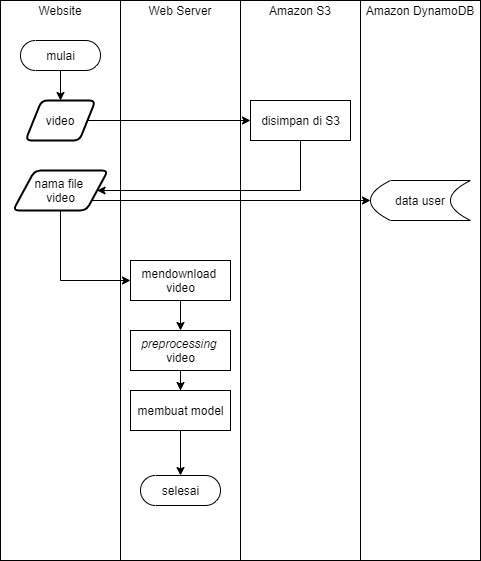 Website
Web Server
Amazon S3
Amazon DynamoDB
mulai
video
disimpan di S3
nama file
video
data user
mendownload
video
preprocessing
video
membuat model
selesai